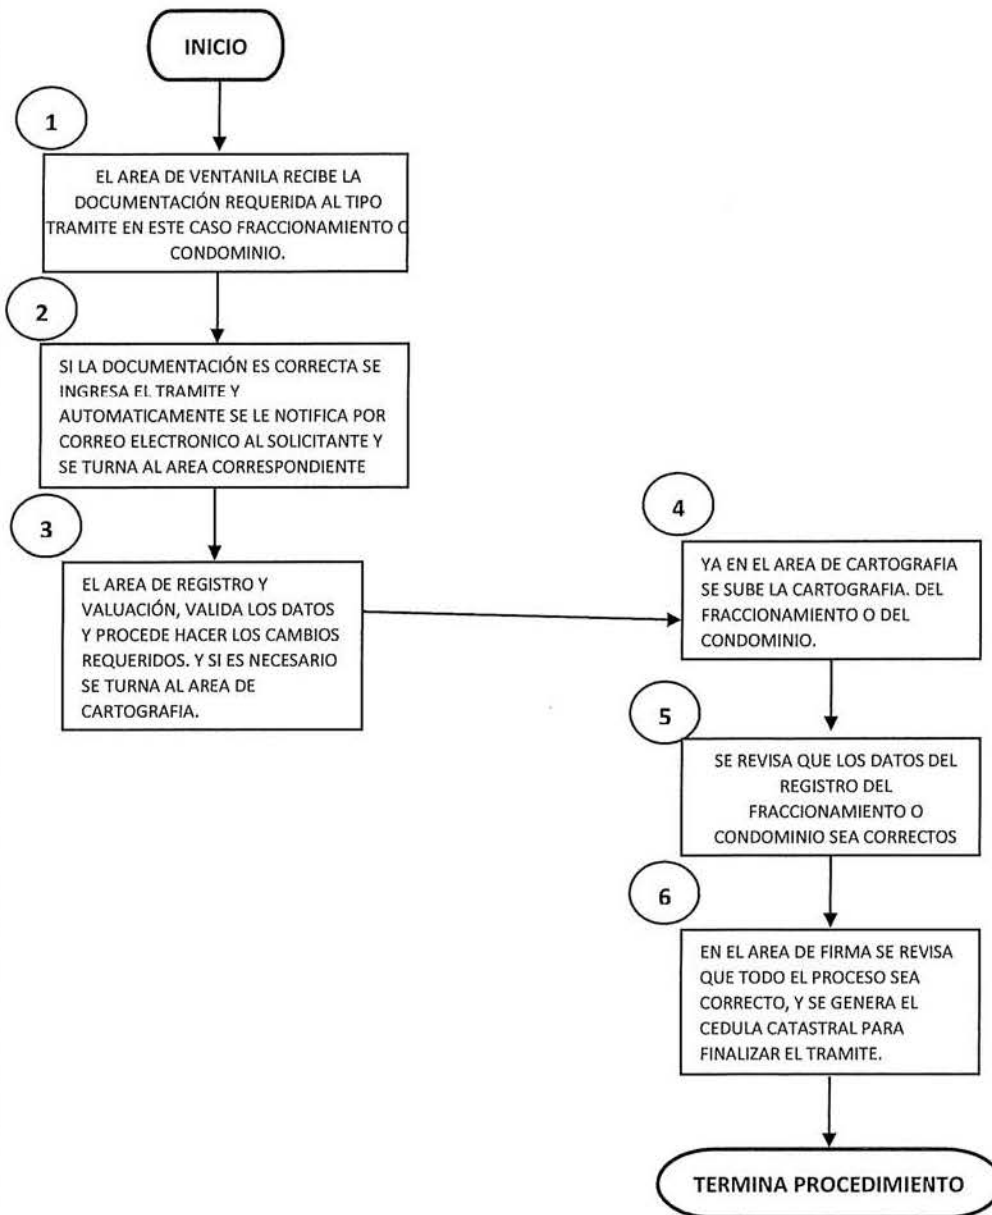 INICIO
1
EL AREA DE VENTANILA RECIBE LA
DOCUMENTACIÓN REQUERIDA AL TIPO
TRAMITE EN ESTE CASO FRACCIONAMIENTO O
CONDOMINIO.
2
SI LA DOCUMENTACIÓN ES CORRECTA SE
INGRESA EL TRAMITE Y
AUTOMATICAMENTE SE LE NOTIFICA POR
CORREO ELECTRONICO AL SOLICITANTE Y
SE TURNA AL AREA CORRESPONDIENTE
3
EL AREA DE REGISTRO Y
VALUACIÓN, VALIDA LOS DATOS
Y PROCEDE HACER LOS CAMBIOS
REQUERIDOS. Y SI ES NECESARIO
SE TURNA AL AREA DE
CARTOGRAFIA.
4
YA EN EL AREA DE CARTOGRAFIA
SE SUBE LA CARTOGRAFIA. DEL
FRACCIONAMIENTO O DEL
CONDOMINIO.
5
SE REVISA QUE LOS DATOS DEL
REGISTRO DEL
FRACCIONAMIENTO O
CONDOMINIO SEA CORRECTOS
6
EN EL AREA DE FIRMA SE REVISA
QUE TODO EL PROCESO SEA
CORRECTO, Y SE GENERA EL
CEDULA CATASTRAL PARA
FINALIZAR EL TRAMITE.
TERMINA PROCEDIMIENTO